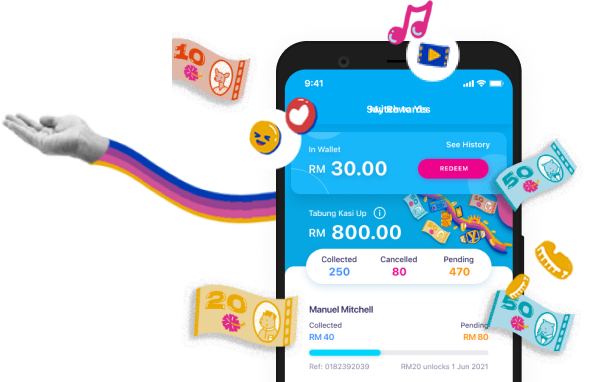 10
9:41
In Wallet
See History
RM 30.00
REDEEM
50
Tabung Kasi Up
RM 800.00
Collected Cancelled Pending
250 80 470
20
50
Manuel Mitchell
Collected Pending
RM 40 RM 80
Ref: 0182392039 RM20 unlocks 1 Jun 2021